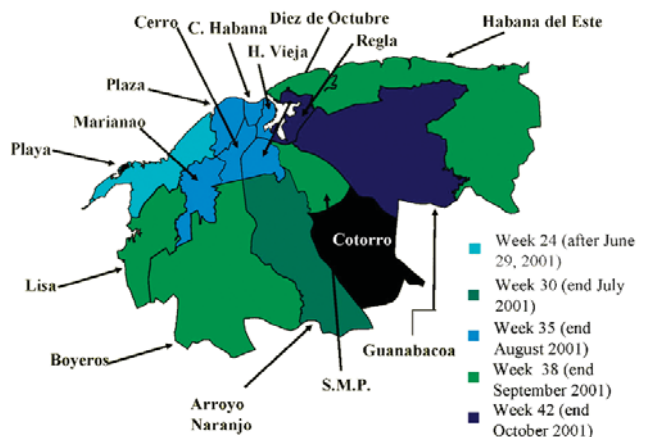 Diez de Octubre
Habana del Este
Cerro
C. Habana
Regla
H. Vieja
Plaza
Marianao
Playa
Cotorro
Lisa
Boyeros
Arroyo
Naranjo
S.M.P.
Guanabacoa
Week 24 (after June
29, 2001)
Week 30 (end July
2001)
Week 35 (end
August 2001)
Week 38 (end
September 2001)
Week 42 (end
October 2001)